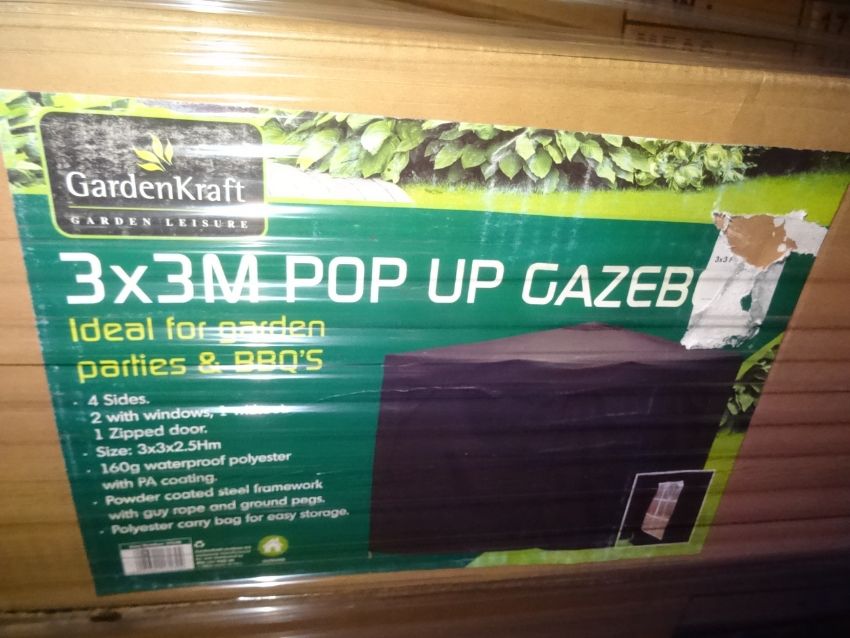 GardenKraft
GARDEN LEISURE
3x3M POP UP GAZEB
3x3
Ideal for garden
parties & BBQ'S
- 4 Sides.
2 with windows,
1 Zipped door.
- Size: 3x3x2.5Hm
- 160g waterproof polyester
with PA coating.
- Powder coated steel framework
with guy rope and ground pegs.
- Polyester carry bag for easy storage.